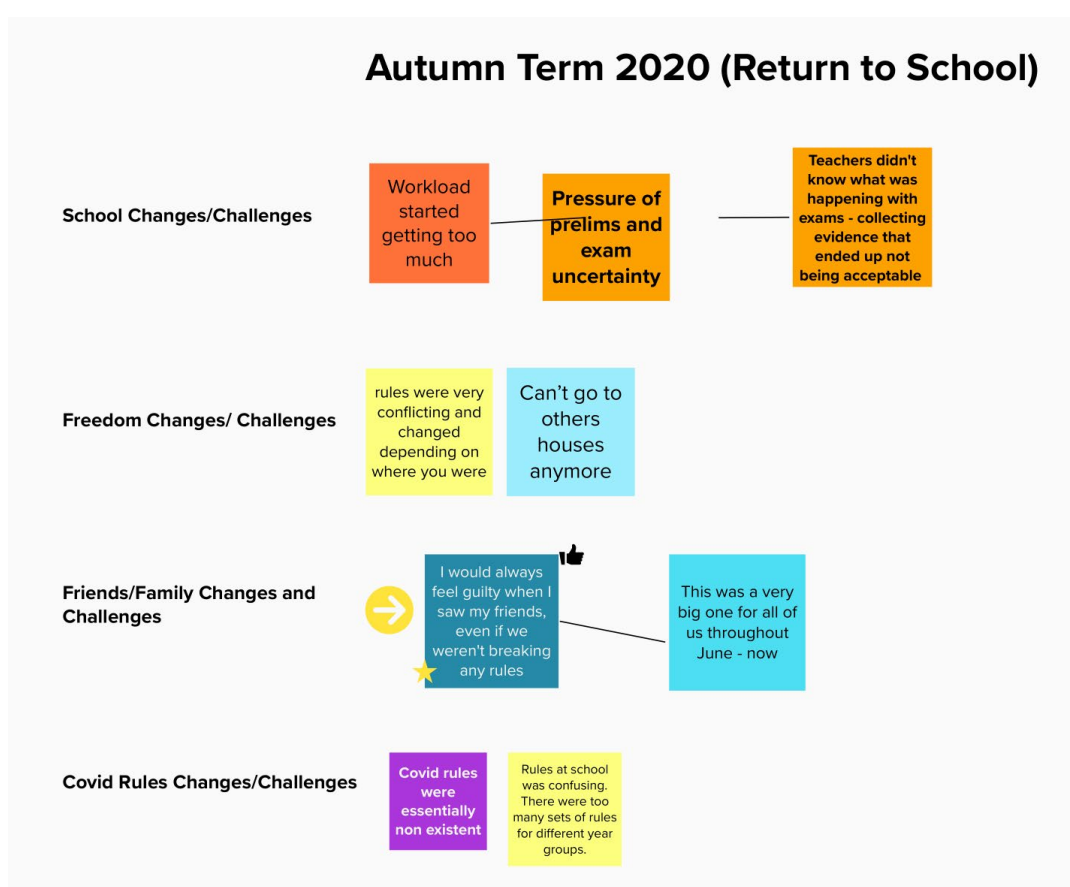 Autumn Term 2020 (Return to School)
School Changes/Challenges
Workload
started
getting too
much
Pressure of
prelims and
exam
uncertainty
Teachers didn't
know what was
happening with
exams - collecting
evidence that
ended up not
being acceptable
Freedom Changes/ Challenges
rules were very
conflicting and
changed
depending on
where you were
Can’t go to
others
houses
anymore
Friends/Family Changes and
Challenges
I would always
feel guilty when I
saw my friends,
even if we
weren't breaking
any rules
This was a very
big one for all of
us throughout
June - now
Covid Rules Changes/Challenges
Covid rules
were
essentially
non existent
Rules at school
was confusing.
There were too
many sets of rules
for different year
groups.